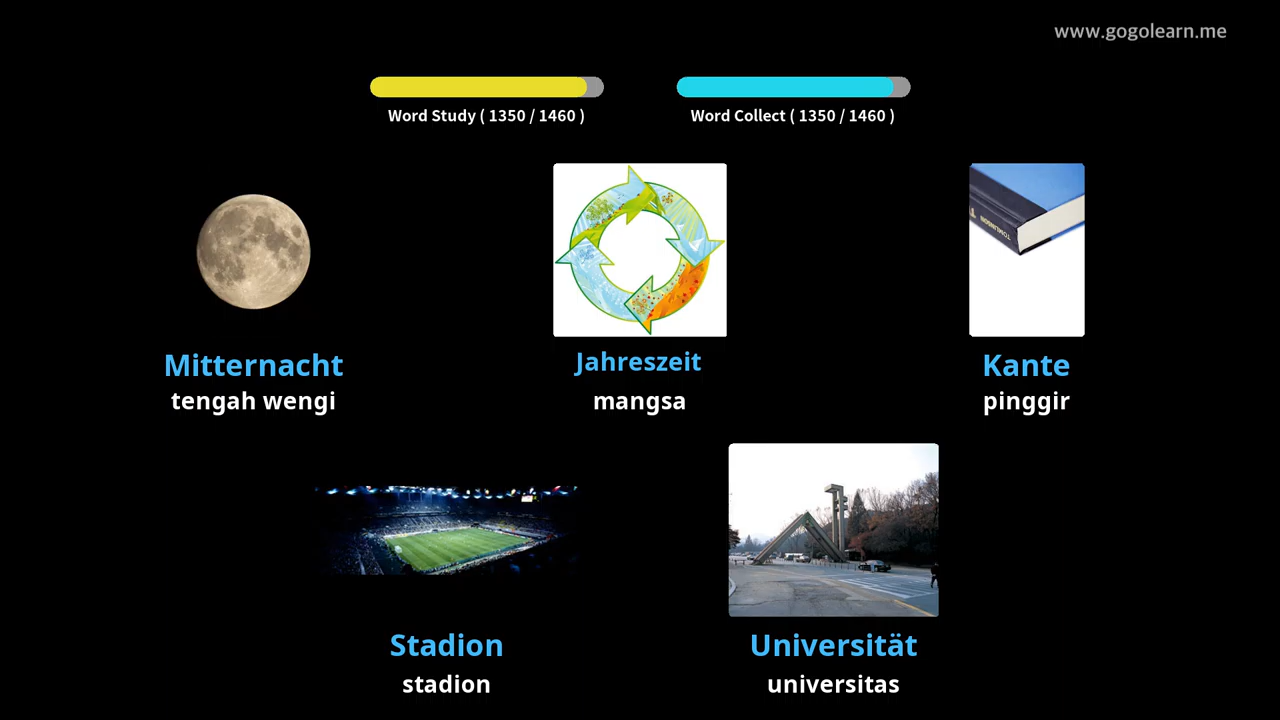 www.gogolearn.me
Word Study ( 1350 / 1460 )
Word Collect ( 1350 / 1460 )
TOMLINSON
Mitternacht
tengah wengi
Jahreszeit
mangsa
Kante
pinggir
Stadion
stadion
Universität
universitas